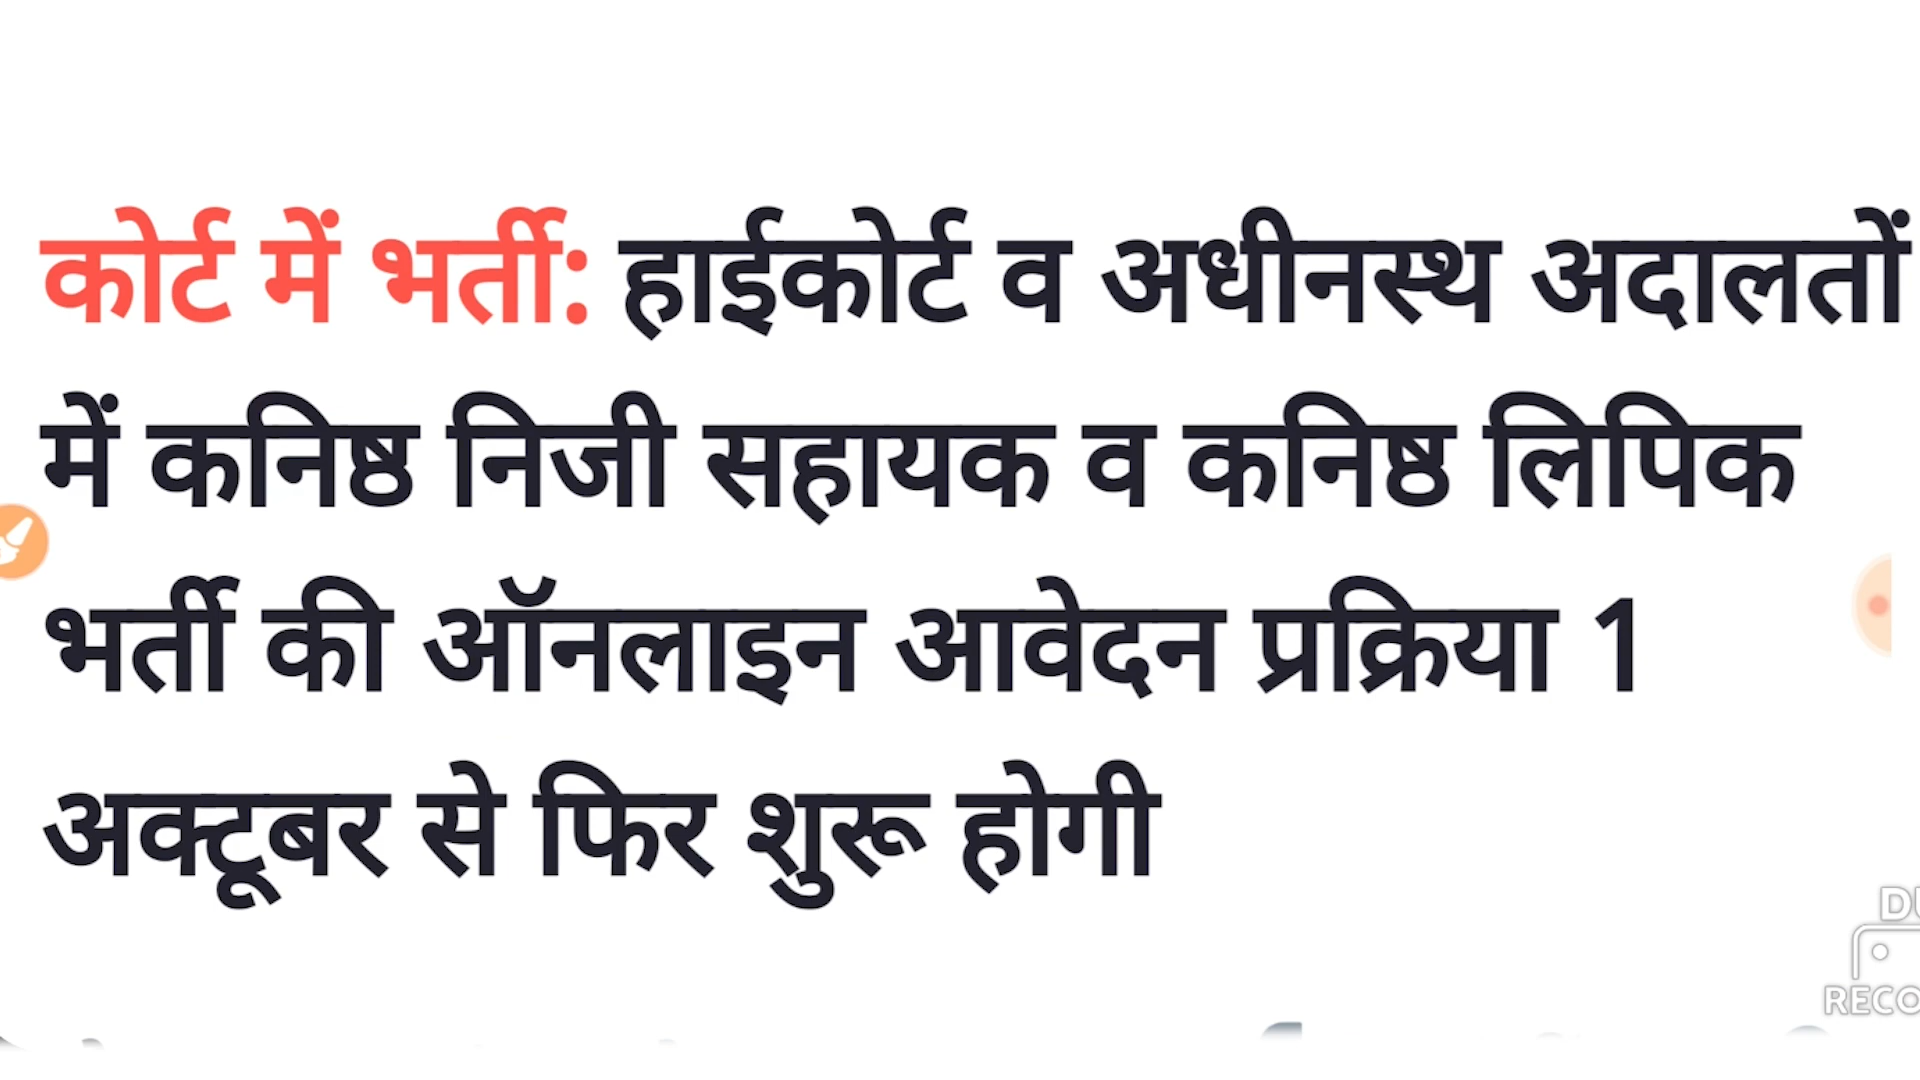 कोर्ट में भर्ती: हाईकोर्ट व अधीनस्थ अदालतों
में कनिष्ठ निजी सहायक व कनिष्ठ लिपिक
भर्ती की ऑनलाइन आवेदन प्रक्रिया 1
अक्टूबर से फिर शुरू होगी